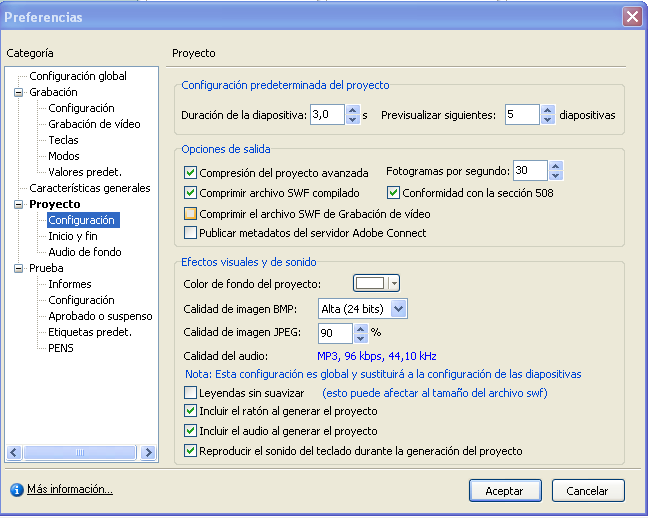 Preferencias
Categoría
Proyecto
Configuración global
Grabación
Configuración
Grabación de vídeo
Teclas
Modos
Valores predet.
Características generales
Proyecto
Configuración
Inicio y fin
Audio de fondo
Prueba
Informes
Configuración
Aprobado o suspenso
Etiquetas predet.
PENS
Configuración predeterminada del proyecto
Duración de la diapositiva: 3,0 s Previsualizar siguientes: 5 diapositivas
Opciones de salida
Compresión del proyecto avanzada Fotogramas por segundo: 30
Comprimir archivo SWF compilado Conformidad con la sección 508
Comprimir el archivo SWF de Grabación de vídeo
Publicar metadatos del servidor Adobe Connect
Efectos visuales y de sonido
Color de fondo del proyecto:
Calidad de imagen BMP: Alta (24 bits)
Calidad de imagen JPEG: 90 %
Calidad del audio: MP3, 96 kbps, 44,10 kHz
Nota: Esta configuración es global y sustituirá a la configuración de las diapositivas
Leyendas sin suavizar (esto puede afectar al tamaño del archivo swf)
Incluir el ratón al generar el proyecto
Incluir el audio al generar el proyecto
Reproducir el sonido del teclado durante la generación del proyecto
Más información...
Aceptar Cancelar